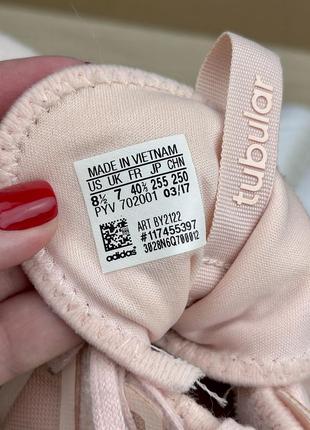 MADE IN VIETNAM
US UK FR JP CHN
8½ 7 40⅔ 255 250
PYV 702001 03/17
ART BY2122
#117455397
3028N6Q700012
adidas
tubular